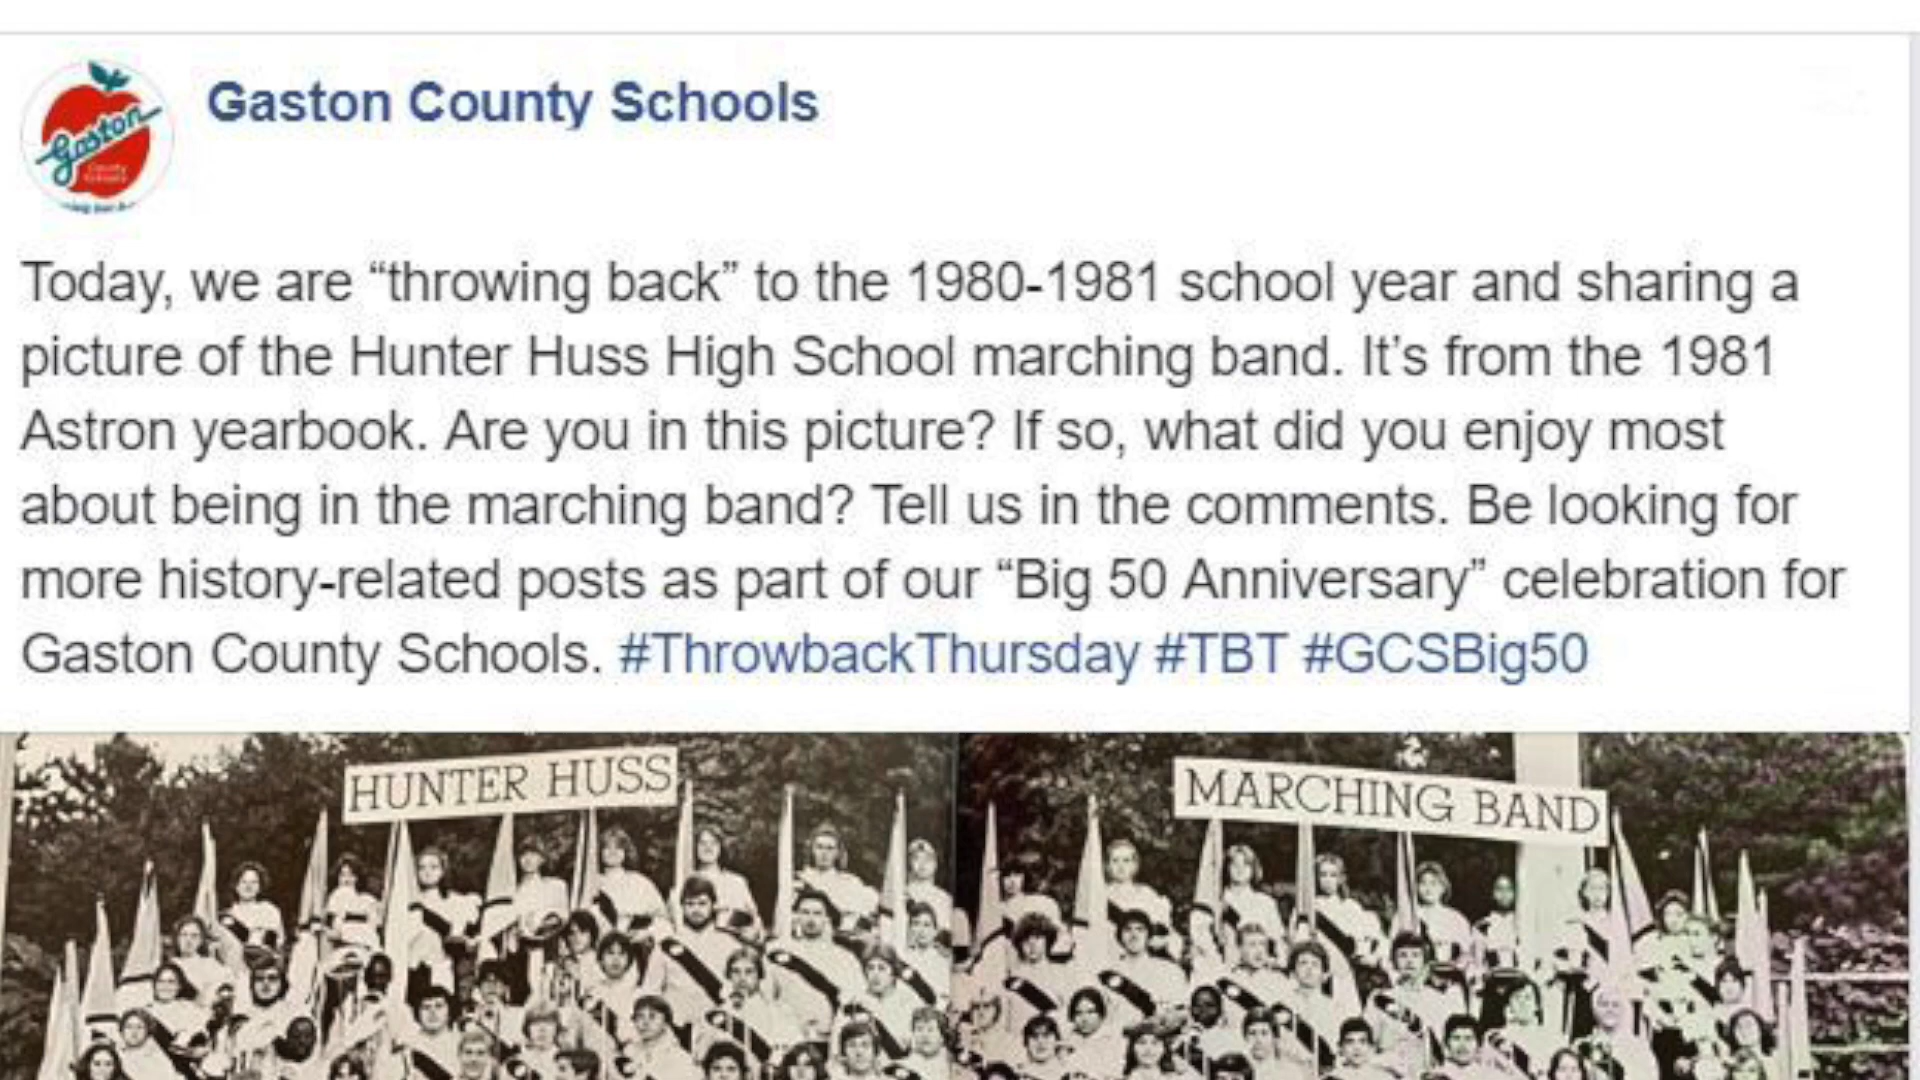 Gaston
County
Schools
Gaston County Schools
Today, we are “throwing back” to the 1980-1981 school year and sharing a
picture of the Hunter Huss High School marching band. It’s from the 1981
Astron yearbook. Are you in this picture? If so, what did you enjoy most
about being in the marching band? Tell us in the comments. Be looking for
more history-related posts as part of our “Big 50 Anniversary” celebration for
Gaston County Schools. #ThrowbackThursday #TBT #GCSBig50
HUNTER HUSS
MARCHING BAND